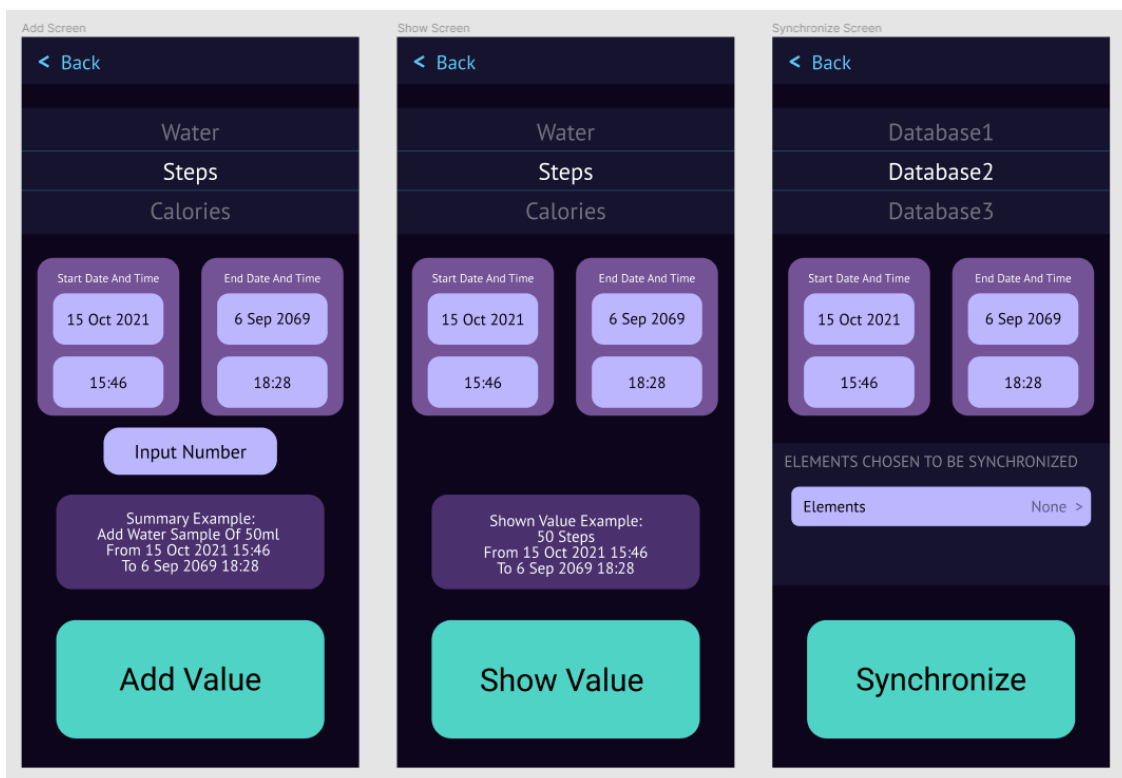 Add Screen
< Back
Water
Steps
Calories
Start Date And Time
15 Oct 2021
15:46
End Date And Time
6 Sep 2069
18:28
Input Number
Summary Example:
Add Water Sample Of 50ml
From 15 Oct 2021 15:46
To 6 Sep 2069 18:28
Add Value
Show Screen
< Back
Water
Steps
Calories
Start Date And Time
15 Oct 2021
15:46
End Date And Time
6 Sep 2069
18:28
Shown Value Example:
50 Steps
From 15 Oct 2021 15:46
To 6 Sep 2069 18:28
Show Value
Synchronize Screen
< Back
Database1
Database2
Database3
Start Date And Time
15 Oct 2021
15:46
End Date And Time
6 Sep 2069
18:28
ELEMENTS CHOSEN TO BE SYNCHRONIZED
Elements None >
Synchronize